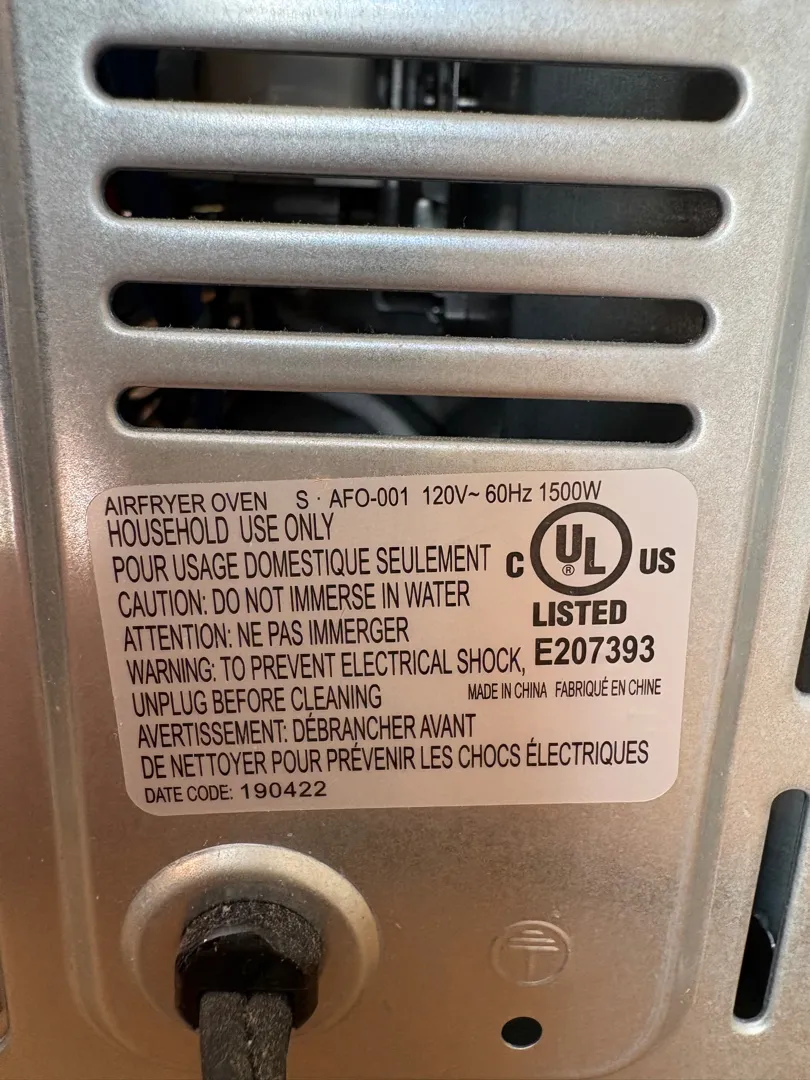 AIRFRYER OVEN S · AFO-001 120V~ 60Hz 1500W
HOUSEHOLD USE ONLY
POUR USAGE DOMESTIQUE SEULEMENT
CAUTION: DO NOT IMMERSE IN WATER
ATTENTION: NE PAS IMMERGER
WARNING: TO PREVENT ELECTRICAL SHOCK,
UNPLUG BEFORE CLEANING
AVERTISSEMENT: DÉBRANCHER AVANT
DE NETTOYER POUR PRÉVENIR LES CHOCS ÉLECTRIQUES
DATE CODE: 190422
C UL ® US
LISTED
E207393
MADE IN CHINA FABRIQUÉ EN CHINE